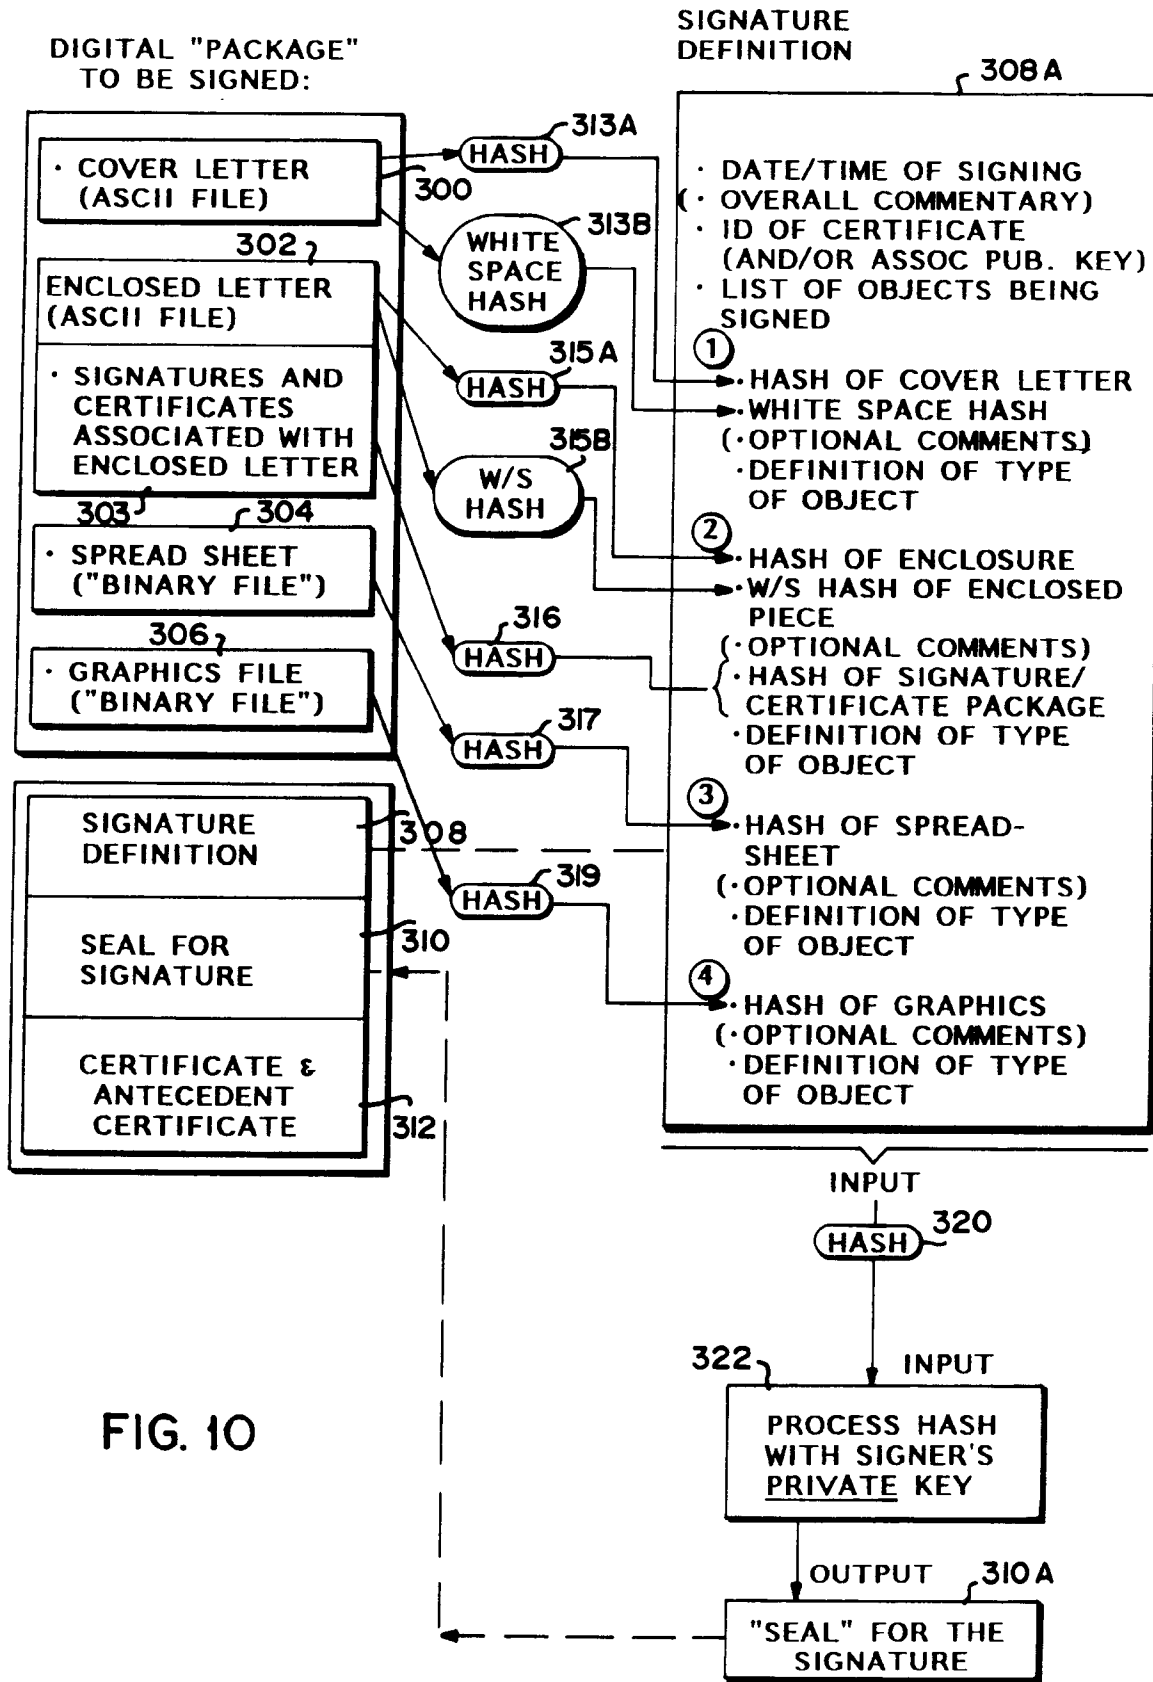 DIGITAL "PACKAGE"
TO BE SIGNED:
· COVER LETTER
(ASCII FILE)
300
302
ENCLOSED LETTER
(ASCII FILE)
· SIGNATURES AND
CERTIFICATES
ASSOCIATED WITH
ENCLOSED LETTER
303
304
· SPREAD SHEET
("BINARY FILE")
306
· GRAPHICS FILE
("BINARY FILE")
SIGNATURE
DEFINITION
308
SEAL FOR
SIGNATURE
310
CERTIFICATE &
ANTECEDENT
CERTIFICATE
312
HASH
313A
WHITE
SPACE
HASH
313B
HASH
315A
W/S
HASH
315B
HASH
316
HASH
317
HASH
319
SIGNATURE
DEFINITION
308A
· DATE/TIME OF SIGNING
(· OVERALL COMMENTARY)
· ID OF CERTIFICATE
(AND/OR ASSOC PUB. KEY)
· LIST OF OBJECTS BEING
SIGNED
1
· HASH OF COVER LETTER
· WHITE SPACE HASH
(· OPTIONAL COMMENTS)
· DEFINITION OF TYPE
OF OBJECT
2
· HASH OF ENCLOSURE
· W/S HASH OF ENCLOSED
PIECE
(· OPTIONAL COMMENTS)
· HASH OF SIGNATURE/
CERTIFICATE PACKAGE
· DEFINITION OF TYPE
OF OBJECT
3
· HASH OF SPREAD-
SHEET
(· OPTIONAL COMMENTS)
· DEFINITION OF TYPE
OF OBJECT
4
· HASH OF GRAPHICS
(· OPTIONAL COMMENTS)
· DEFINITION OF TYPE
OF OBJECT
INPUT
HASH
320
INPUT
322
PROCESS HASH
WITH SIGNER'S
PRIVATE KEY
OUTPUT
310A
"SEAL" FOR THE
SIGNATURE
FIG. 10